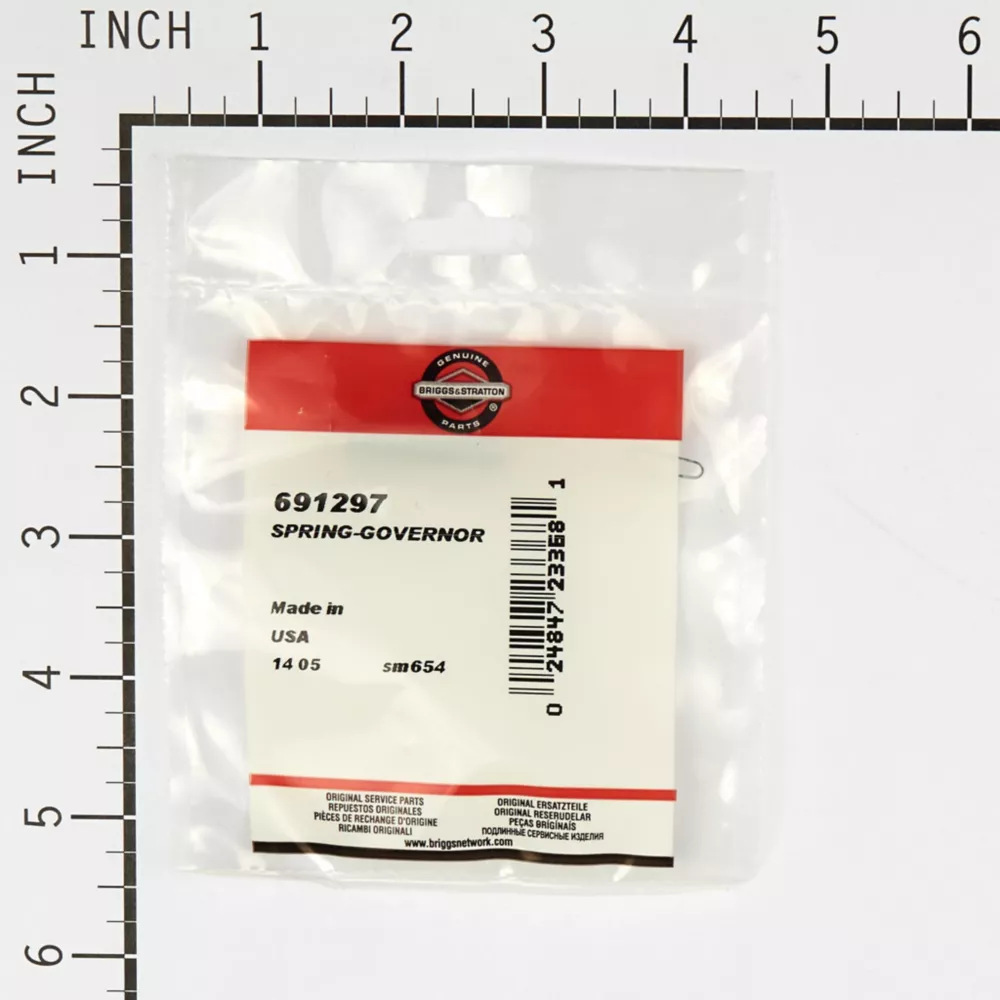 INCH 1 2 3 4 5 6
INCH
1
2
3
4
5
6
GENUINE
BRIGGS&STRATTON
®
PARTS
691297
SPRING-GOVERNOR
Made in
USA
14 05 sm654
0 24847 23358 1
ORIGINAL SERVICE PARTS
REPUESTOS ORIGINALES
PIÈCES DE RECHANGE D'ORIGINE
RICAMBI ORIGINALI
ORIGINAL ERSATZTEILE
ORIGINAL RESERUDELAR
PEÇAS BRIGINAIS
ПОДЛИННЫЕ СЕРВИСНЫЕ ИЗДЕЛИЯ
www.briggsnetwork.com